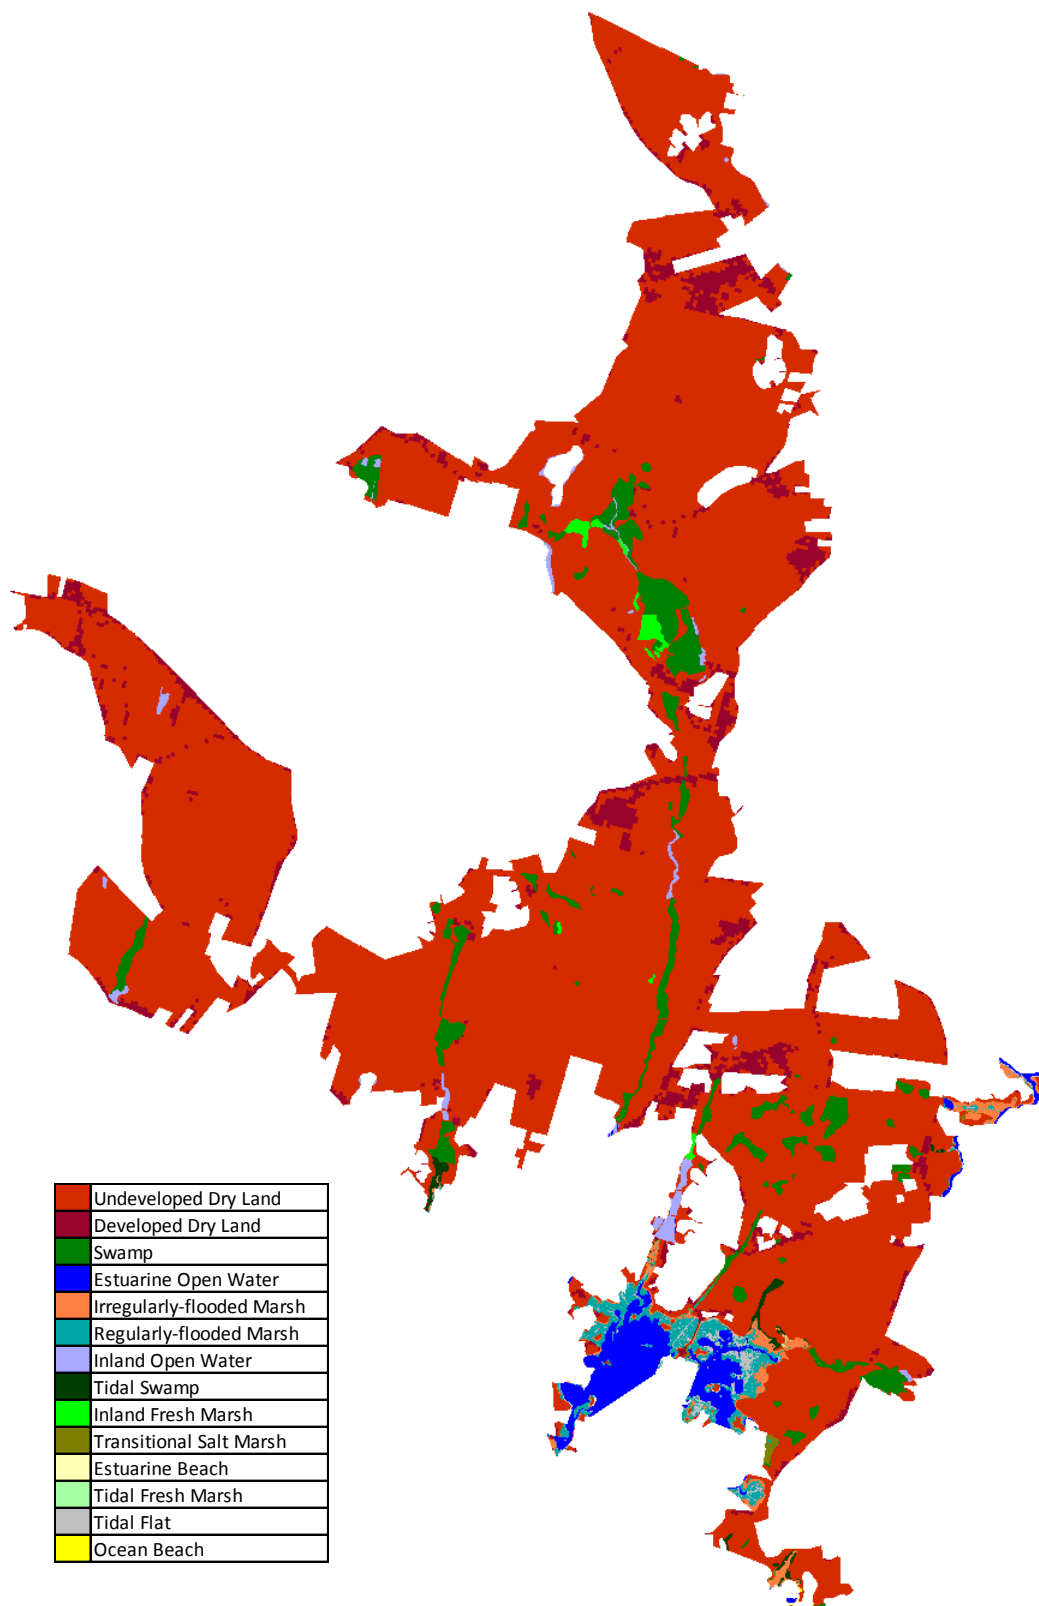 Undeveloped Dry Land
Developed Dry Land
Swamp
Estuarine Open Water
Irregularly-flooded Marsh
Regularly-flooded Marsh
Inland Open Water
Tidal Swamp
Inland Fresh Marsh
Transitional Salt Marsh
Estuarine Beach
Tidal Fresh Marsh
Tidal Flat
Ocean Beach